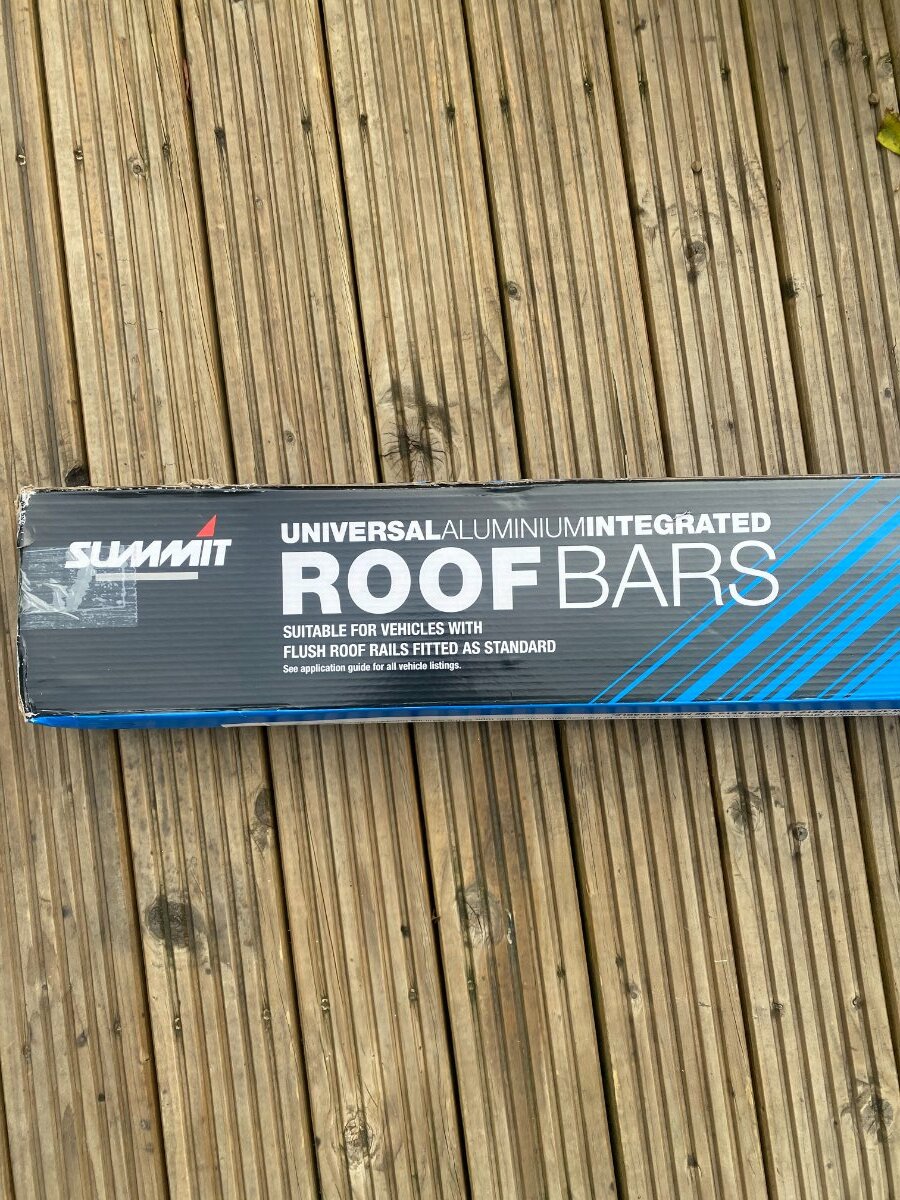 SUMMIT
UNIVERSALALUMINIUMINTEGRATED
ROOFBARS
SUITABLE FOR VEHICLES WITH
FLUSH ROOF RAILS FITTED AS STANDARD
See application guide for all vehicle listings.